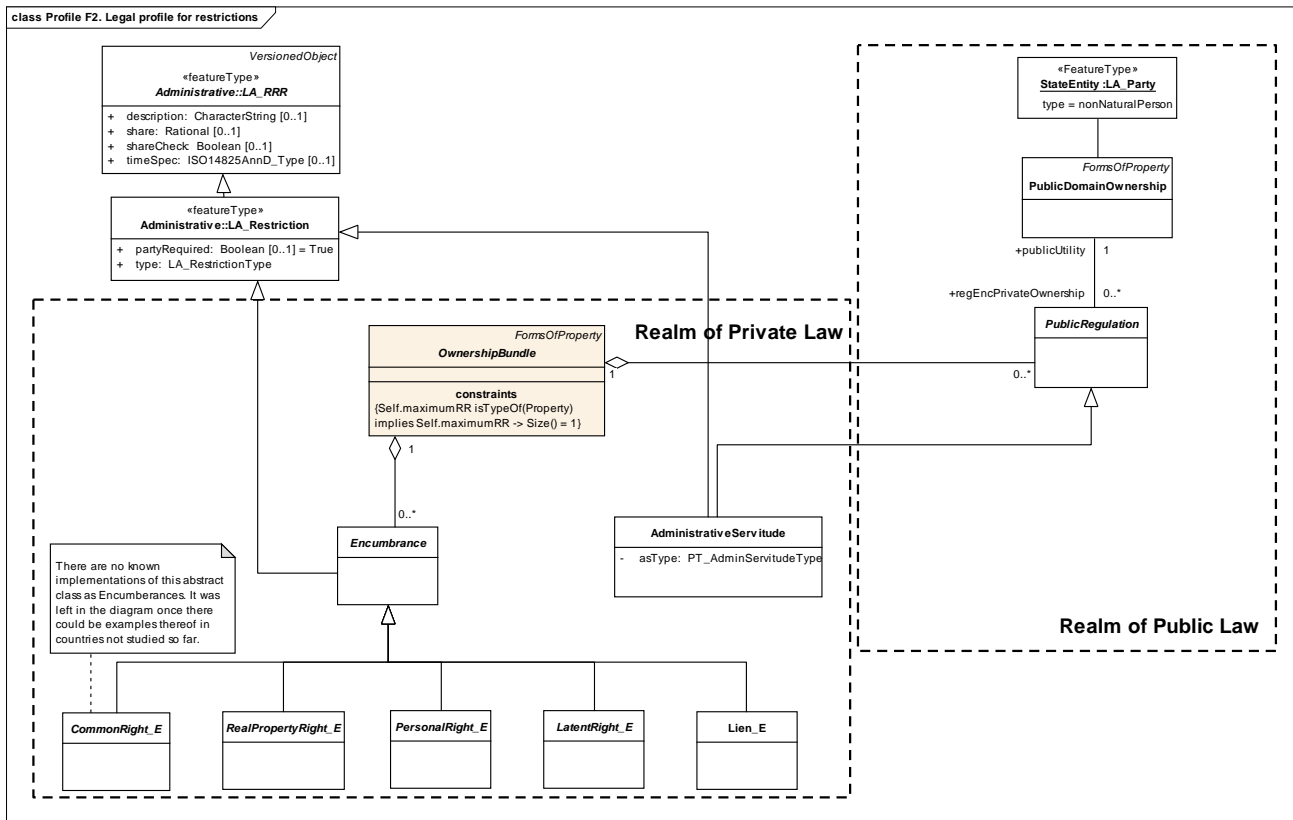 class Profile F2. Legal profile for restrictions
VersionedObject
«featureType»
Administrative::LA_RRR
+ description: CharacterString [0..1]
+ share: Rational [0..1]
+ shareCheck: Boolean [0..1]
+ timeSpec: ISO14825AnnD_Type [0..1]
«featureType»
Administrative::LA_Restriction
+ partyRequired: Boolean [0..1] = True
+ type: LA_RestrictionType
«FeatureType»
StateEntity :LA_Party
type = nonNaturalPerson
FormsOfProperty
PublicDomainOwnership
+publicUtility 1
+regEncPrivateOwnership 0..*
PublicRegulation
Realm of Private Law
FormsOfProperty
OwnershipBundle
constraints
{Self.maximumRR isTypeOf(Property)
implies Self.maximumRR -> Size() = 1}
1
0..*
1
0..*
Encumbrance
AdministrativeServitude
- asType: PT_AdminServitudeType
There are no known
implementations of this abstract
class as Encumberances. It was
left in the diagram once there
could be examples thereof in
countries not studied so far.
Realm of Public Law
CommonRight_E
RealPropertyRight_E
PersonalRight_E
LatentRight_E
Lien_E